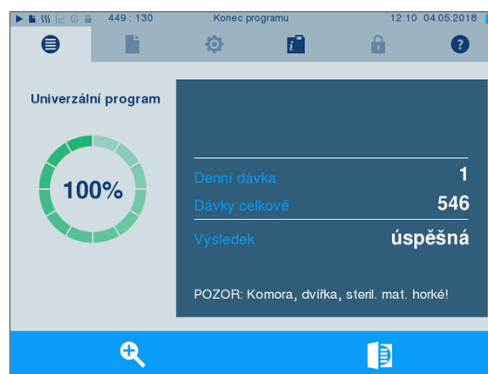 449 : 130 Konec programu 12:10 04.05.2018
Univerzální program
100%
Denní dávka 1
Dávky celkově 546
Výsledek úspěšná
POZOR: Komora, dvířka, steril. mat. horké!